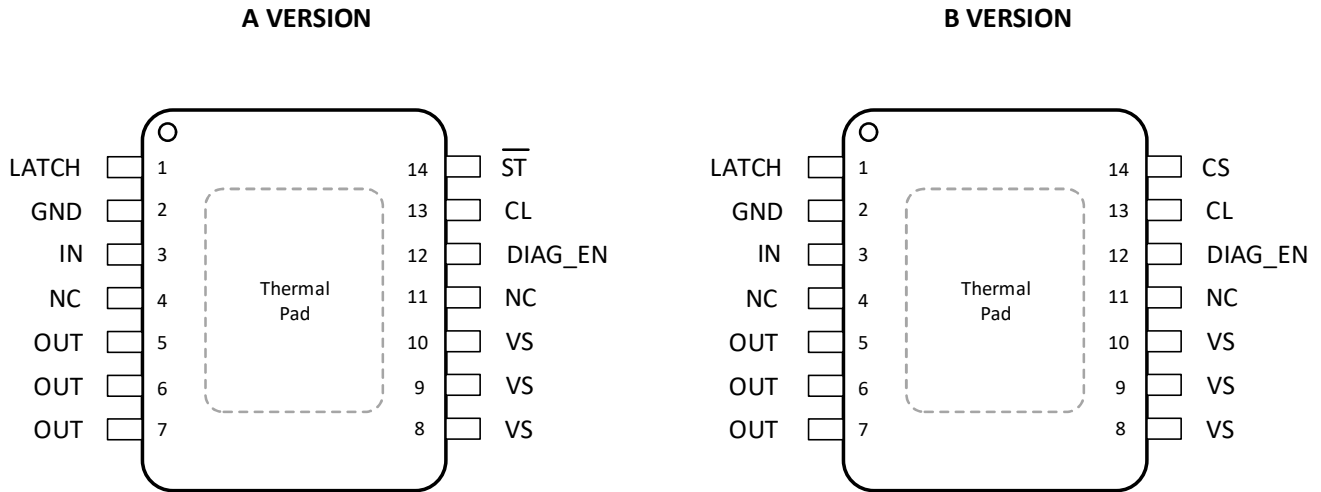 A VERSION
LATCH 1 14 S̅T̅
GND 2 13 CL
IN 3 12 DIAG_EN
NC 4 11 NC
OUT 5 10 VS
OUT 6 9 VS
OUT 7 8 VS
Thermal
Pad
B VERSION
LATCH 1 14 CS
GND 2 13 CL
IN 3 12 DIAG_EN
NC 4 11 NC
OUT 5 10 VS
OUT 6 9 VS
OUT 7 8 VS
Thermal
Pad